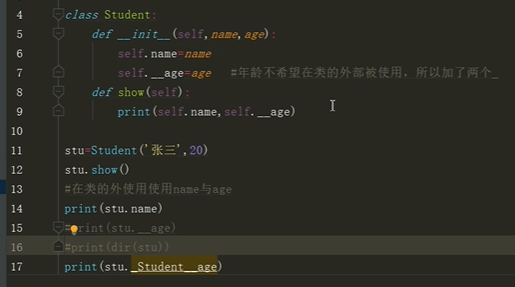 4 class Student:
5 def __init__(self,name,age):
6 self.name=name
7 self.__age=age #年龄不希望在类的外部被使用，所以加了两个_
8 def show(self):
9 print(self.name,self.__age)
10
11 stu=Student('张三',20)
12 stu.show()
13 #在类的外使用使用name与age
14 print(stu.name)
15 #print(stu.__age)
16 #print(dir(stu))
17 print(stu._Student__age)